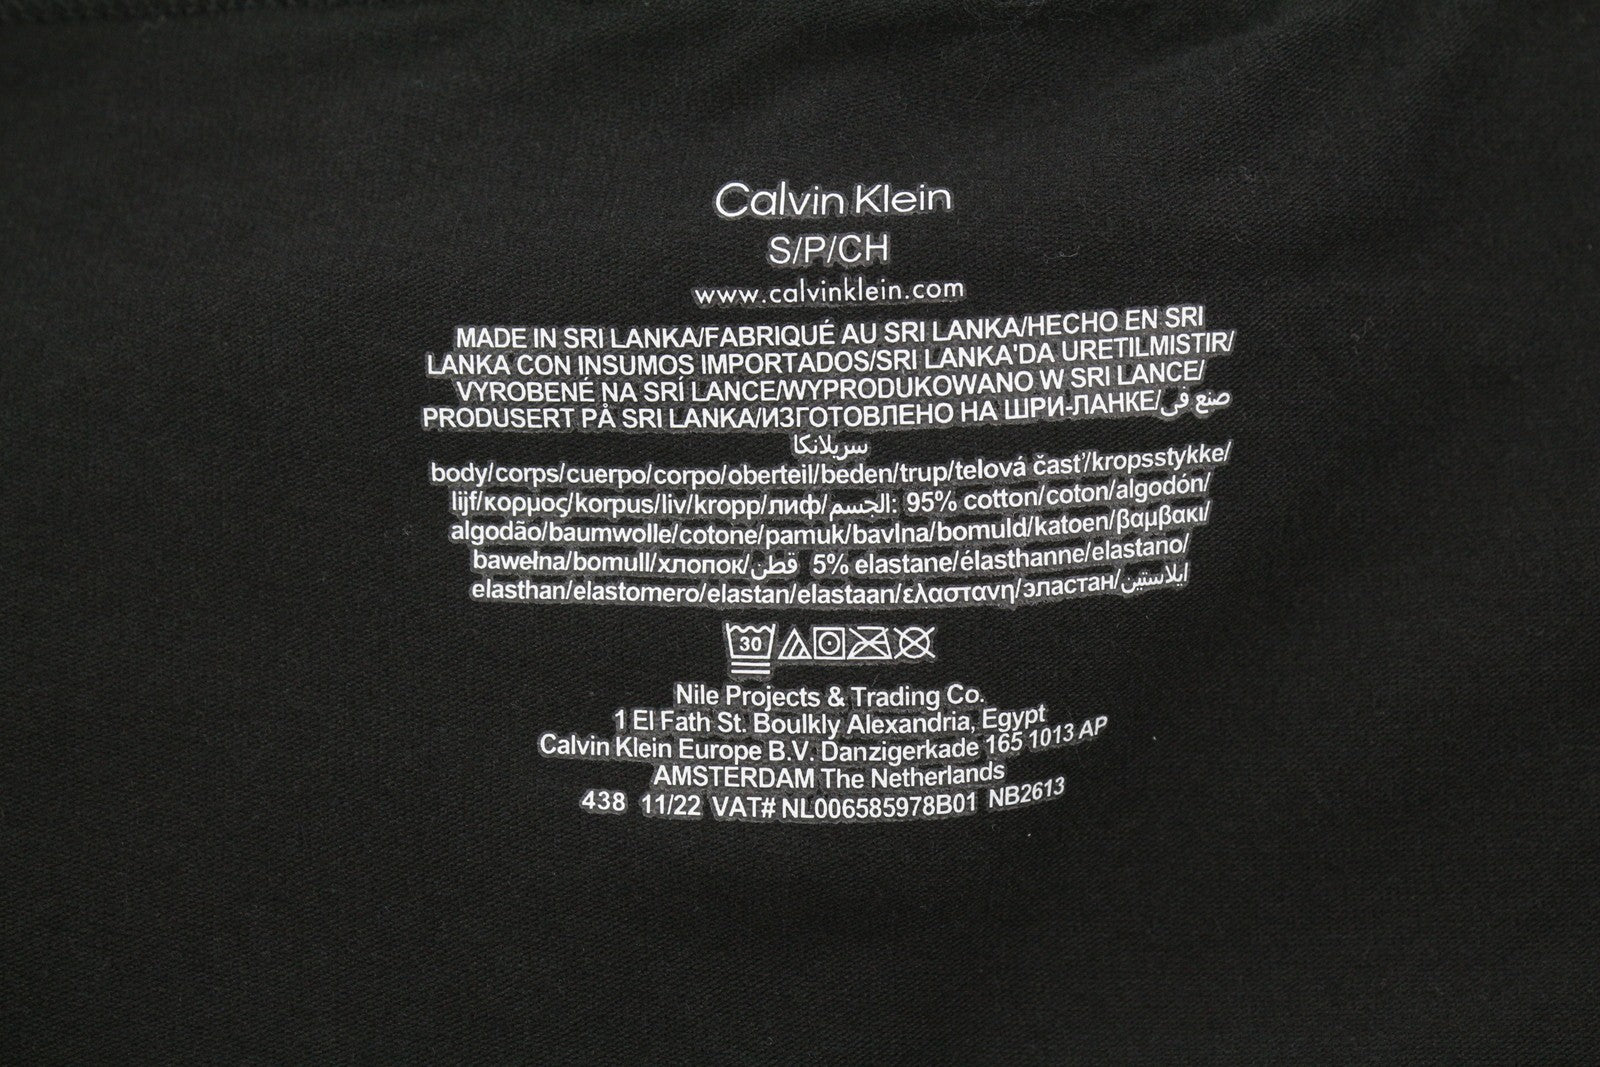 Calvin Klein
S/P/CH
www.calvinklein.com
MADE IN SRI LANKA/FABRIQUÉ AU SRI LANKA/HECHO EN SRI
LANKA CON INSUMOS IMPORTADOS/SRI LANKA'DA URETILMISTIR/
VYROBENÉ NA SRÍ LANCE/WYPRODUKOWANO W SRI LANCE/
PRODUSERT PÅ SRI LANKA/ИЗГОТОВЛЕНО НА ШРИ-ЛАНКЕ/صنع في
سريلانكا
body/corps/cuerpo/corpo/oberteil/beden/trup/telová časť/kropsstykke/
lijf/κορμος/korpus/liv/kropp/лиф/الجسم: 95% cotton/coton/algodón/
algodão/baumwolle/cotone/pamuk/bavlna/bomuld/katoen/βαμβακι/
bawełna/bomull/хлопок/قطن 5% elastane/élasthanne/elastano/
elasthan/elastomero/elastan/elastaan/ελαστανη/эластан/ايلاستين
30
Nile Projects & Trading Co.
1 El Fath St. Boulkly Alexandria, Egypt
Calvin Klein Europe B.V. Danzigerkade 165 1013 AP
AMSTERDAM The Netherlands
438 11/22 VAT# NL006585978B01 NB2613